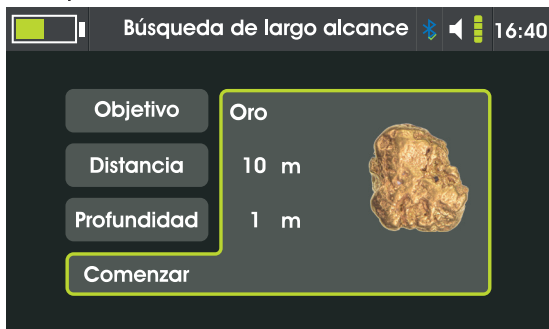 Búsqueda de largo alcance 16:40
Objetivo Oro
Distancia 10 m
Profundidad 1 m
Comenzar